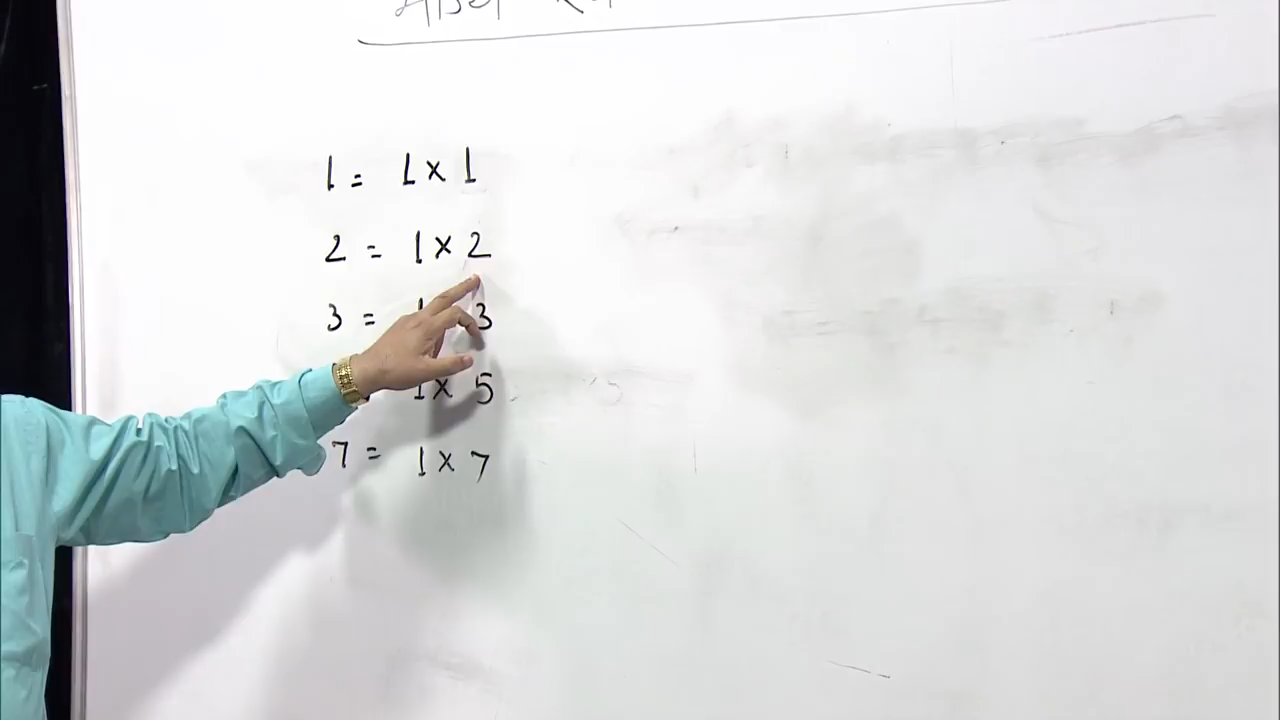 1 = 1 x 1
2 = 1 x 2
3 = 1 3
1 x 5
7 = 1 x 7